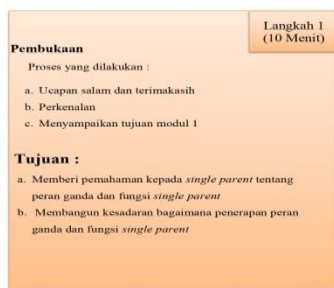 Langkah 1
(10 Menit)
Pembukaan
Proses yang dilakukan :
a. Ucapan salam dan terimakasih
b. Perkenalan
c. Menyampaikan tujuan modul 1
Tujuan :
a. Memberi pemahaman kepada single parent tentang
peran ganda dan fungsi single parent
b. Membangun kesadaran bagaimana penerapan peran
ganda dan fungsi single parent